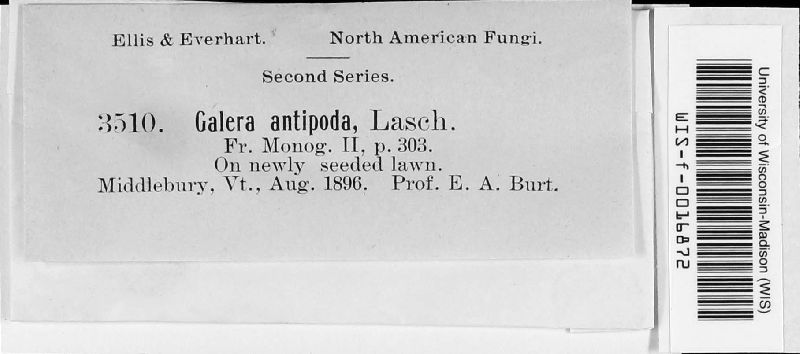 Ellis & Everhart. North American Fungi.
Second Series.
3510. Galera antipoda, Lasch.
Fr. Monog. II, p. 303.
On newly seeded lawn.
Middlebury, Vt., Aug. 1896. Prof. E. A. Burt.
University of Wisconsin-Madison (WIS)
WIS-f-0019872